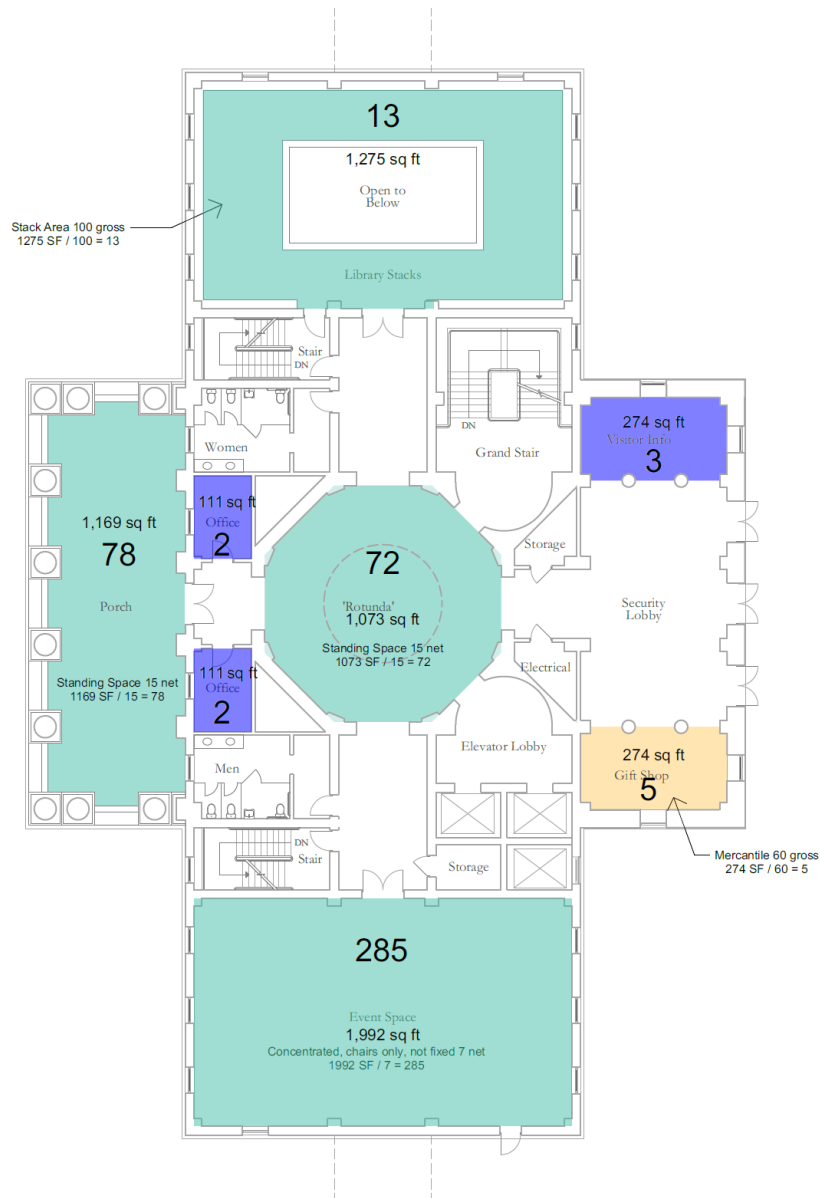 13
1,275 sq ft
Open to
Below
Stack Area 100 gross
1275 SF / 100 = 13
Library Stacks
Stair
DN
DN
Women
Grand Stair
274 sq ft
Visitor Info
3
111 sq ft
Office
2
1,169 sq ft
78
Porch
Standing Space 15 net
1169 SF / 15 = 78
72
'Rotunda'
1,073 sq ft
Standing Space 15 net
1073 SF / 15 = 72
Storage
Security
Lobby
Electrical
111 sq ft
Office
2
Men
Elevator Lobby
274 sq ft
Gift Shop
5
Mercantile 60 gross
274 SF / 60 = 5
DN
Stair
Storage
285
Event Space
1,992 sq ft
Concentrated, chairs only, not fixed 7 net
1992 SF / 7 = 285